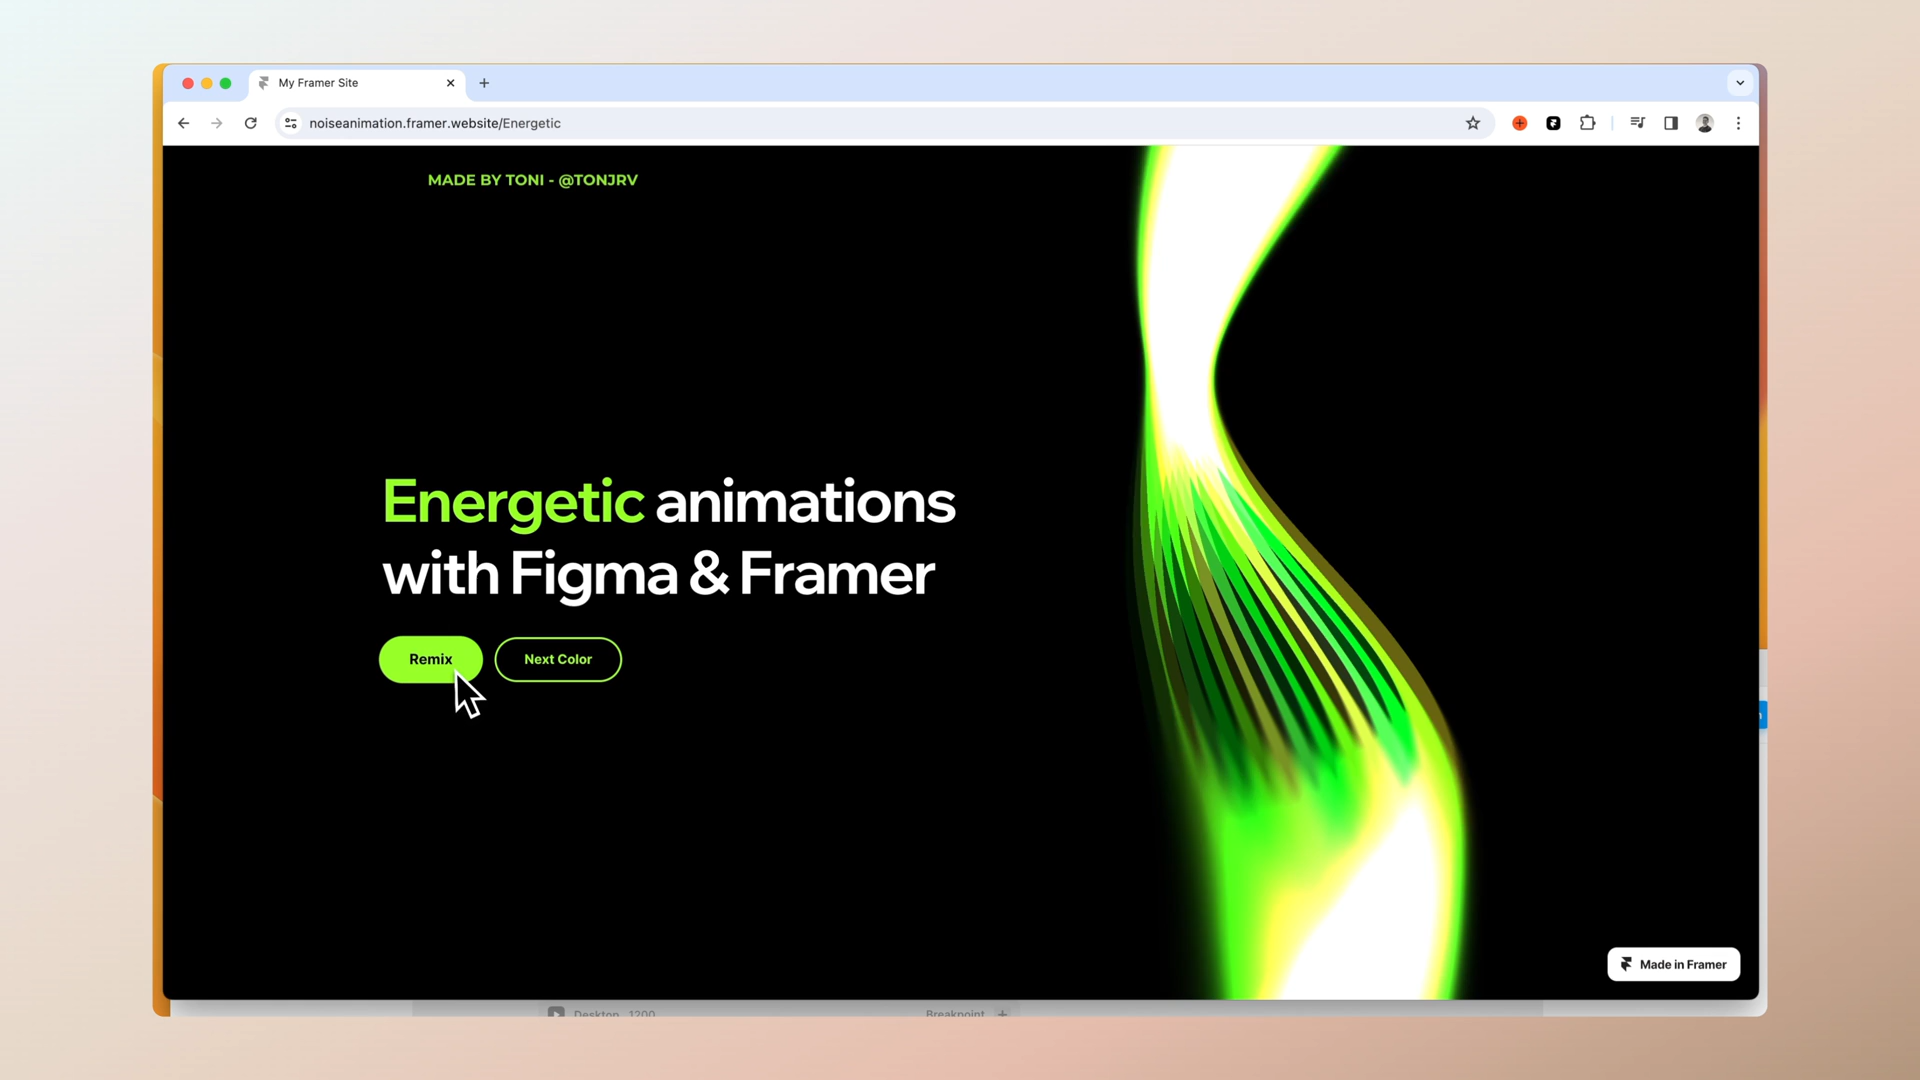 My Framer Site
noiseanimation.framer.website/Energetic
MADE BY TONI - @TONJRV
Energetic animations
with Figma & Framer
Remix
Next Color
Made in Framer
Desktop 1200
Breakpoint